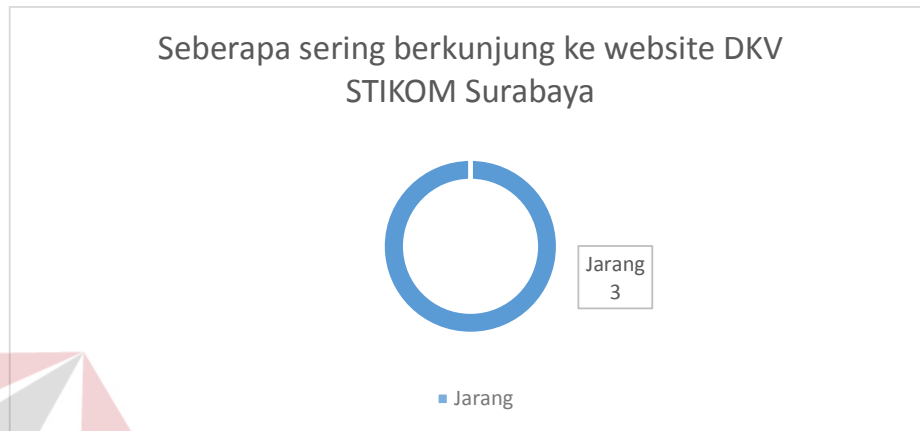 Seberapa sering berkunjung ke website DKV
STIKOM Surabaya
Jarang
3
Jarang